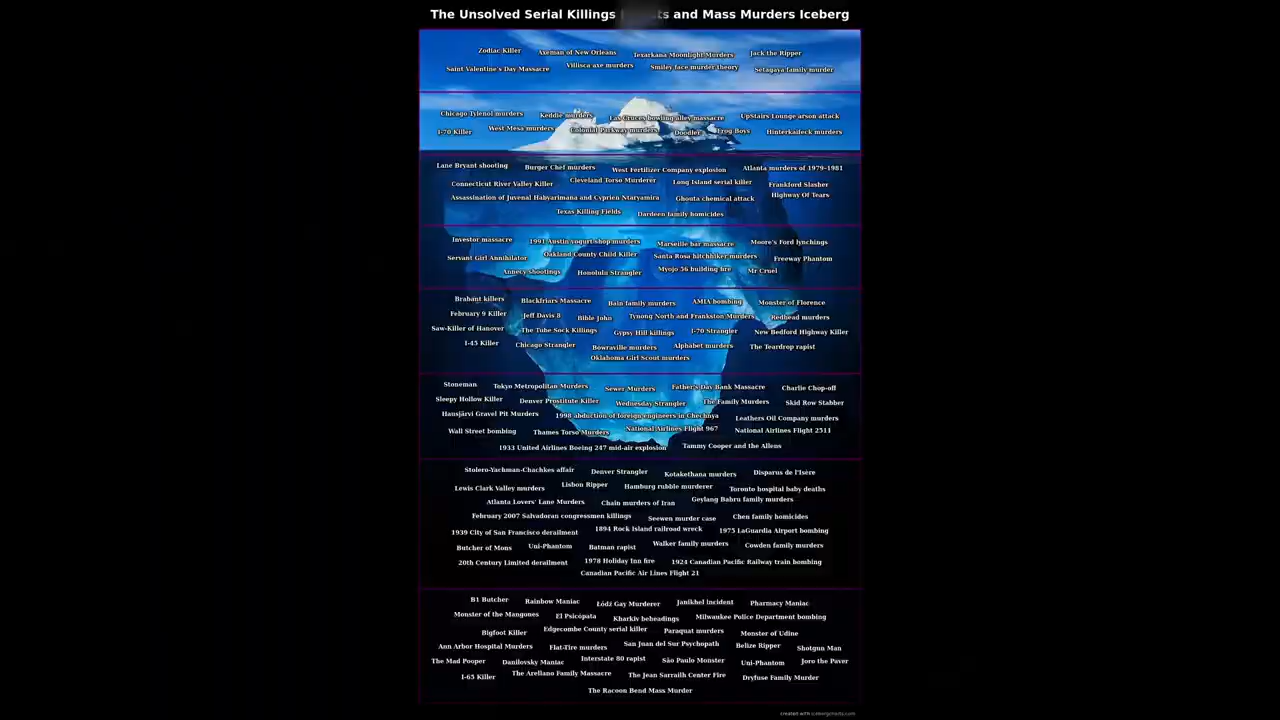 The Unsolved Serial Killings and Mass Murders Iceberg
Zodiac Killer Axeman of New Orleans Texarkana Moonlight Murders Jack the Ripper
Saint Valentine's Day Massacre Villisca axe murders Smiley face murder theory Setagaya family murder
Chicago Tylenol murders Keddie murders Las Cruces bowling alley massacre UpStairs Lounge arson attack
I-70 Killer West Mesa murders Colonial Parkway murders Doodler Frog Boys Hinterkaifeck murders
Lane Bryant shooting Burger Chef murders West Fertilizer Company explosion Atlanta murders of 1979–1981
Connecticut River Valley Killer Cleveland Torso Murderer Long Island serial killer Frankford Slasher
Assassination of Juvenal Habyarimana and Cyprien Ntaryamira Ghouta chemical attack Highway Of Tears
Texas Killing Fields Dardeen family homicides
Investor massacre 1991 Austin yogurt shop murders Marseille bar massacre Moore's Ford lynchings
Servant Girl Annihilator Oakland County Child Killer Santa Rosa hitchhiker murders Freeway Phantom
Annecy shootings Honolulu Strangler Myojo 56 building fire Mr Cruel
Brabant killers Blackfriars Massacre Bain family murders AMIA bombing Monster of Florence
February 9 Killer Jeff Davis 8 Bible John Tynong North and Frankston Murders Redhead murders
Saw-Killer of Hanover The Tube Sock Killings Gypsy Hill killings I-70 Strangler New Bedford Highway Killer
I-45 Killer Chicago Strangler Bowraville murders Alphabet murders The Teardrop rapist
Oklahoma Girl Scout murders
Stoneman Tokyn Metropolitan Murders Sewer Murders Father's Day Bank Massacre Charlie Chop-off
Sleepy Hollow Killer Denver Prostitute Killer Wednesday Strangler The Family Murders Skid Row Stabber
Hausjärvi Gravel Pit Murders 1998 abduction of foreign engineers in Chechnya Leathers Oil Company murders
Wall Street bombing Thames Torso Murders National Airlines Flight 967 National Airlines Flight 2511
1933 United Airlines Boeing 247 mid-air explosion Tammy Cooper and the Allens
Stolero-Yachman-Chachkes affair Denver Strangler Kotakethana murders Disparus de l'Isère
Lewis Clark Valley murders Lisbon Ripper Hamburg rubble murderer Toronto hospital baby deaths
Atlanta Lovers' Lane Murders Chain murders of Iran Geylang Bahru family murders
February 2007 Salvadoran congressmen killings Seewen murder case Chen family homicides
1939 City of San Francisco derailment 1894 Rock Island railroad wreck 1975 LaGuardia Airport bombing
Butcher of Mons Uni-Phantom Batman rapist Walker family murders Cowden family murders
20th Century Limited derailment 1978 Holiday Inn fire 1924 Canadian Pacific Railway train bombing
Canadian Pacific Air Lines Flight 21
B1 Butcher Rainbow Maniac Łódź Gay Murderer Janikhel incident Pharmacy Maniac
Monster of the Mangones El Psicópata Kharkiv beheadings Milwaukee Police Department bombing
Bigfoot Killer Edgecombe County serial killer Paraquat murders Monster of Udine
Ann Arbor Hospital Murders Flat-Tire murders San Juan del Sur Psychopath Belize Ripper Shotgun Man
The Mad Pooper Danilovsky Maniac Interstate 80 rapist São Paulo Monster Uni-Phantom Joro the Paver
I-65 Killer The Arellano Family Massacre The Jean Sarrailh Center Fire Dryfuse Family Murder
The Racoon Bend Mass Murder
created with icebergcharts.com